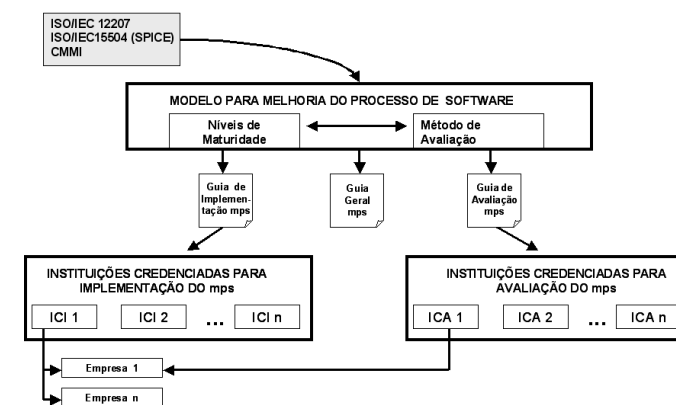 ISO/IEC 12207
ISO/IEC15504 (SPICE)
CMMI
MODELO PARA MELHORIA DO PROCESSO DE SOFTWARE
Níveis de
Maturidade
Método de
Avaliação
Guia de
Implemen-
tação mps
Guia
Geral
mps
Guia de
Avaliação
mps
INSTITUIÇÕES CREDENCIADAS PARA
IMPLEMENTAÇÃO DO mps
ICI 1
ICI 2
...
ICI n
INSTITUIÇÕES CREDENCIADAS PARA
AVALIAÇÃO DO mps
ICA 1
ICA 2
...
ICA n
Empresa 1
Empresa n